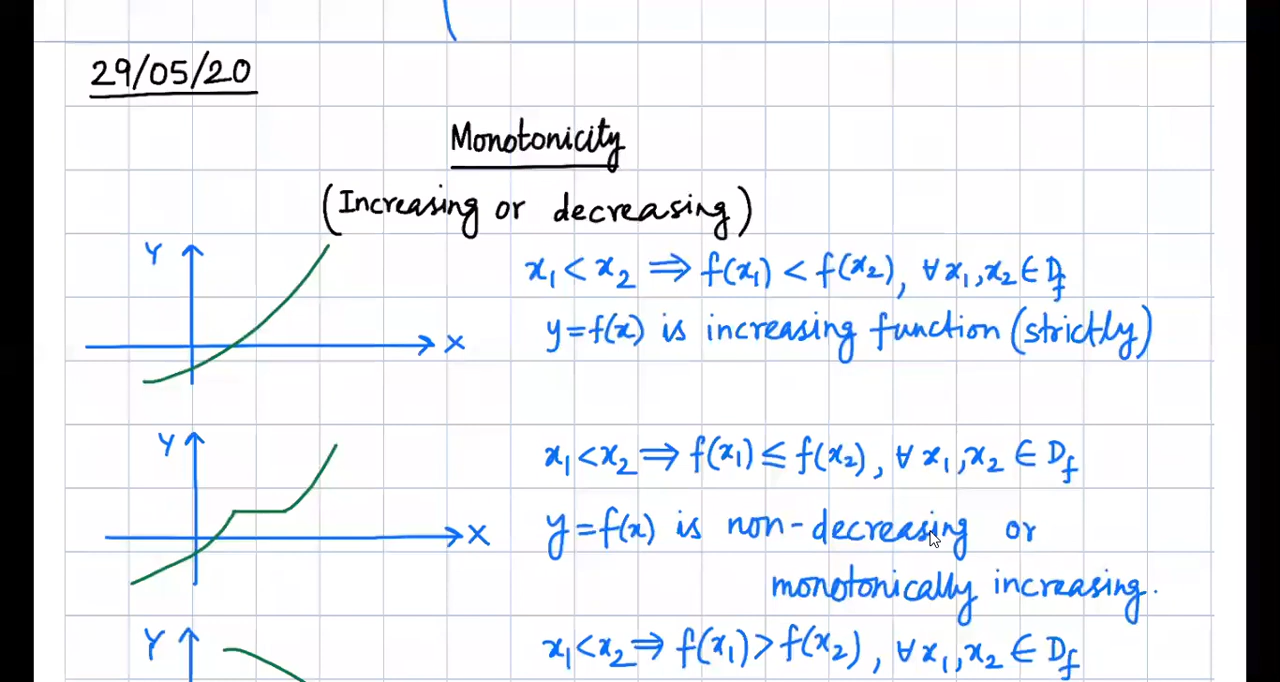 29/05/20
Monotonicity
(Increasing or decreasing)
Y
X
x₁ < x₂ ⇒ f(x₁) < f(x₂), ∀ x₁, x₂ ∈ D_f
y = f(x) is increasing function (strictly)
Y
X
x₁ < x₂ ⇒ f(x₁) ≤ f(x₂), ∀ x₁, x₂ ∈ D_f
y = f(x) is non-decreasing or
monotonically increasing.
Y
x₁ < x₂ ⇒ f(x₁) > f(x₂), ∀ x₁, x₂ ∈ D_f